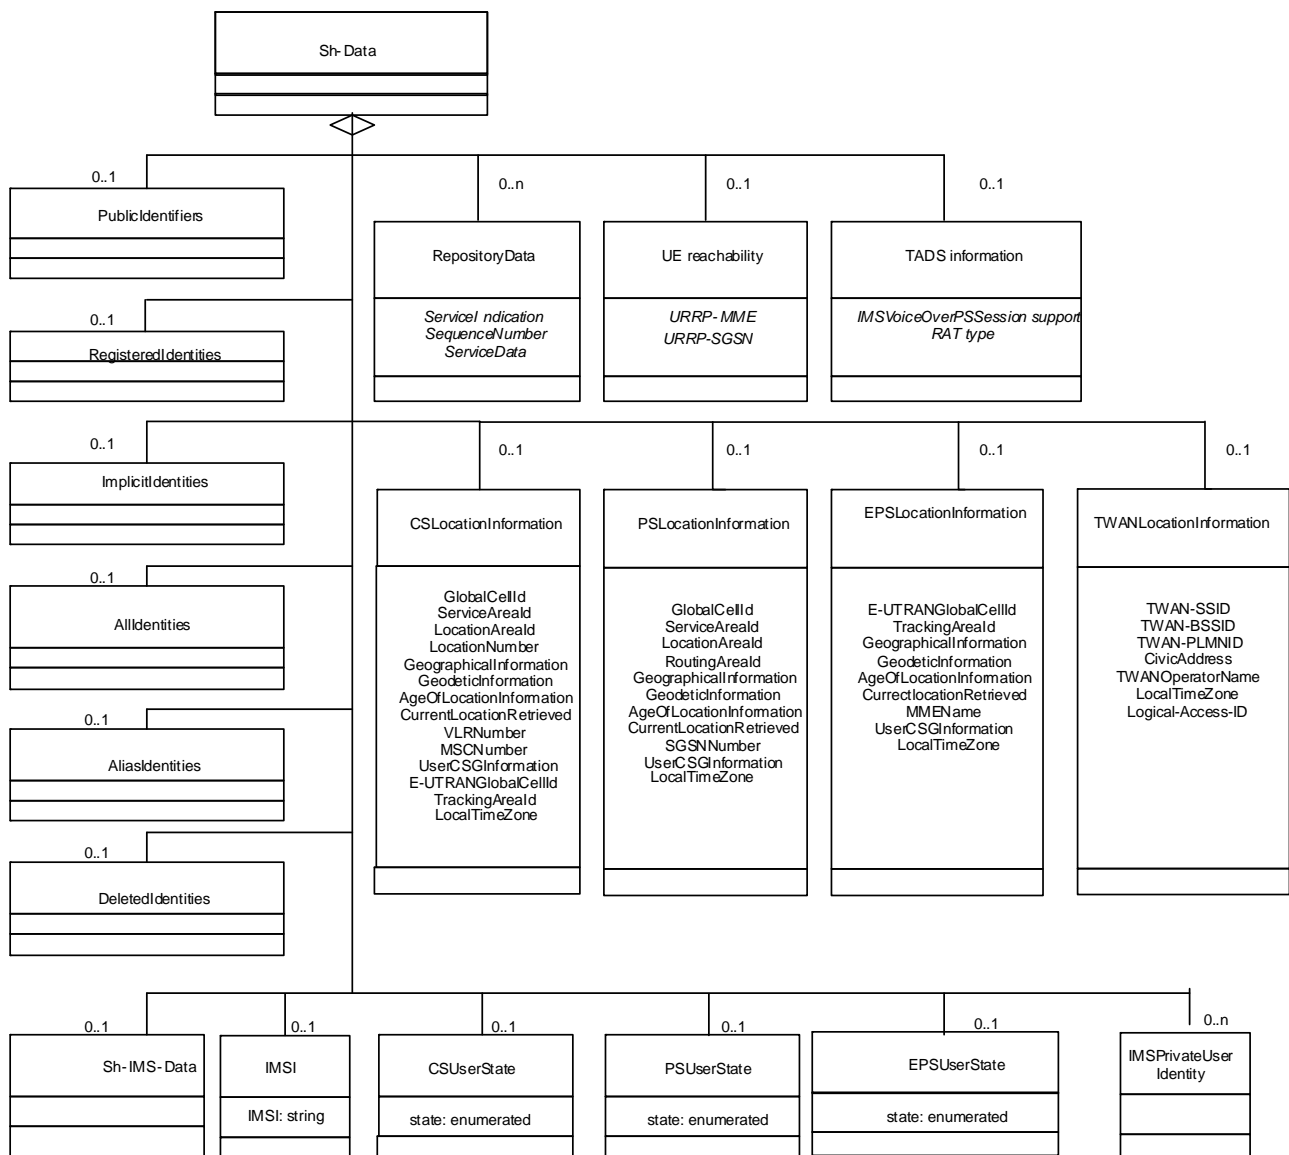 Sh-Data
0..1
PublicIdentifiers
0..n
RepositoryData
ServiceI ndication
SequenceNumber
ServiceData
0..1
UE reachability
URRP- MME
URRP-SGSN
0..1
TADS information
IMSVoiceOverPSSession support
RAT type
0..1
RegisteredIdentities
0..1
ImplicitIdentities
0..1
AllIdentities
0..1
AliasIdentities
0..1
DeletedIdentities
0..1
CSLocationInformation
GlobalCellId
ServiceAreaId
LocationAreaId
LocationNumber
GeographicalInformation
GeodeticInformation
AgeOfLocationInformation
CurrentLocationRetrieved
VLRNumber
MSCNumber
UserCSGInformation
E-UTRANGlobalCellId
TrackingAreaId
LocalTimeZone
0..1
PSLocationInformation
GlobalCellId
ServiceAreaId
LocationAreaId
RoutingAreaId
GeographicalInformation
GeodeticInformation
AgeOfLocationInformation
CurrentLocationRetrieved
SGSNNumber
UserCSGInformation
LocalTimeZone
0..1
EPSLocationInformation
E-UTRANGlobalCellId
TrackingAreaId
GeographicalInformation
GeodeticInformation
AgeOfLocationInformation
CurrectlocationRetrieved
MMEName
UserCSGInformation
LocalTimeZone
0..1
TWANLocationInformation
TWAN-SSID
TWAN-BSSID
TWAN-PLMNID
CivicAddress
TWANOperatorName
LocalTimeZone
Logical-Access-ID
0..1
Sh-IMS-Data
0..1
IMSI
IMSI: string
0..1
CSUserState
state: enumerated
0..1
PSUserState
state: enumerated
0..1
EPSUserState
state: enumerated
0..n
IMSPrivateUser
Identity